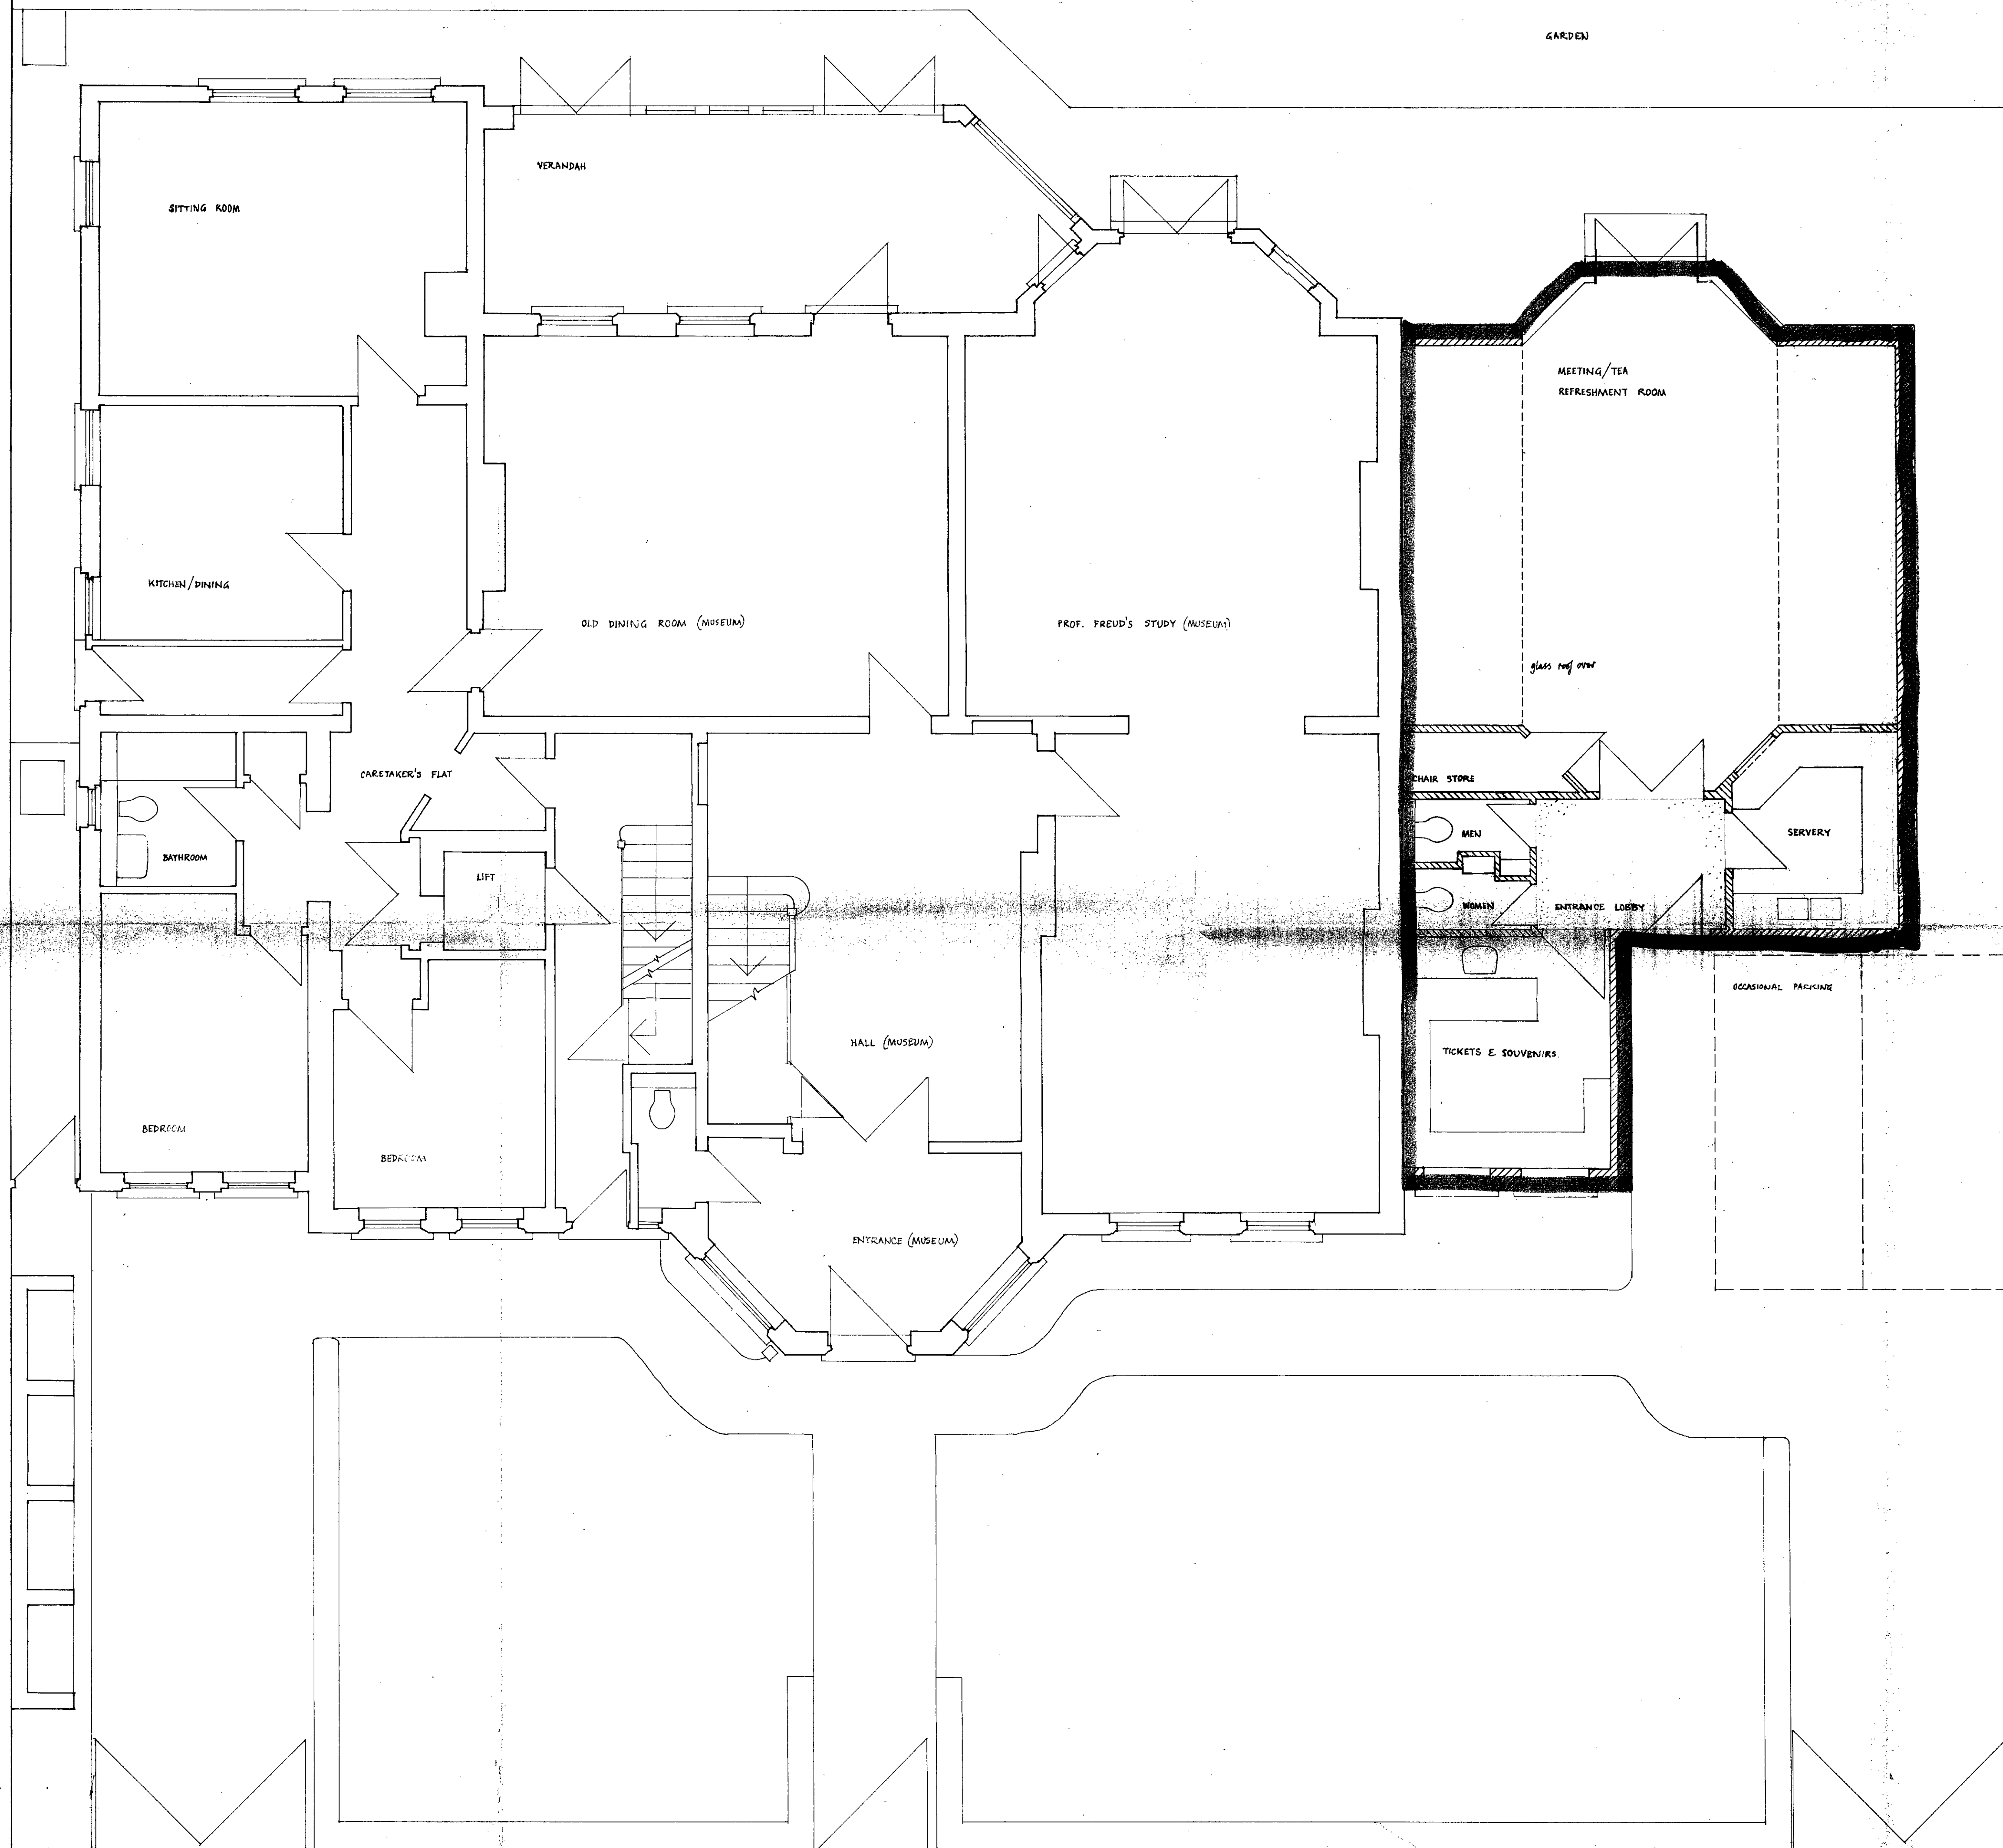 GARDEN
VERANDAH
SITTING ROOM
MEETING/TEA
REFRESHMENT ROOM
KITCHEN/DINING
OLD DINING ROOM (MUSEUM)
PROF. FREUD'S STUDY (MUSEUM)
glass roof over
CARETAKER'S FLAT
CHAIR STORE
MEN
SERVERY
BATHROOM
LIFT
WOMEN
ENTRANCE LOBBY
OCCASIONAL PARKING
HALL (MUSEUM)
TICKETS & SOUVENIRS.
BEDROOM
BEDROOM
ENTRANCE (MUSEUM)